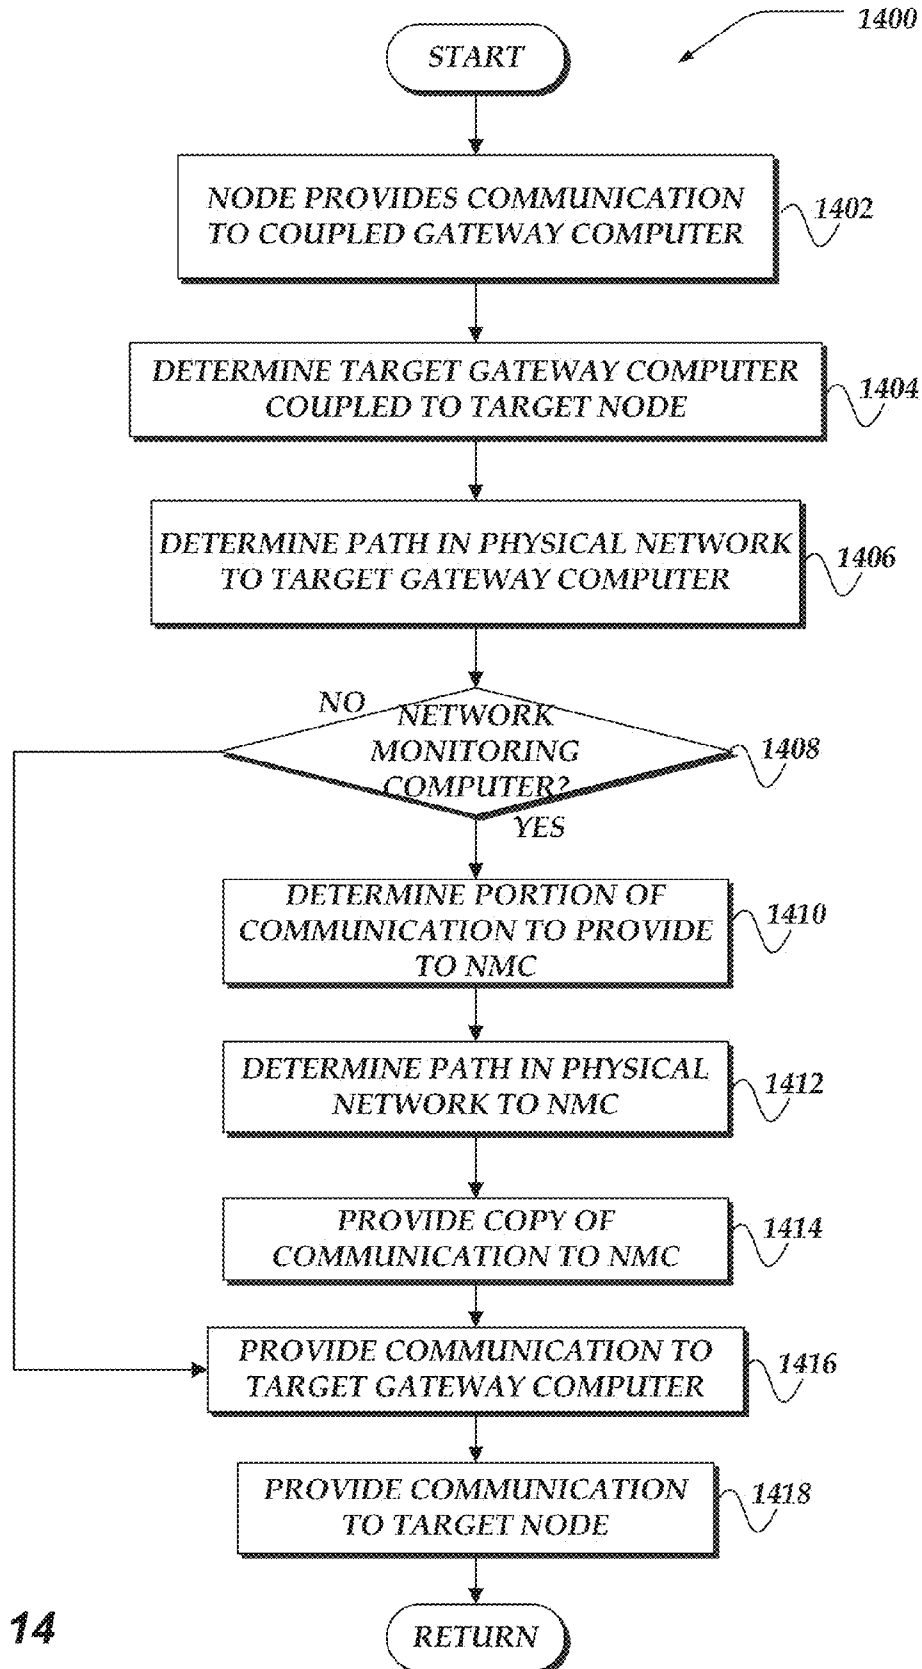 1400
START
NODE PROVIDES COMMUNICATION
TO COUPLED GATEWAY COMPUTER
1402
DETERMINE TARGET GATEWAY COMPUTER
COUPLED TO TARGET NODE
1404
DETERMINE PATH IN PHYSICAL NETWORK
TO TARGET GATEWAY COMPUTER
1406
NO
NETWORK
MONITORING
COMPUTER?
1408
YES
DETERMINE PORTION OF
COMMUNICATION TO PROVIDE
TO NMC
1410
DETERMINE PATH IN PHYSICAL
NETWORK TO NMC
1412
PROVIDE COPY OF
COMMUNICATION TO NMC
1414
PROVIDE COMMUNICATION TO
TARGET GATEWAY COMPUTER
1416
PROVIDE COMMUNICATION
TO TARGET NODE
1418
RETURN
14